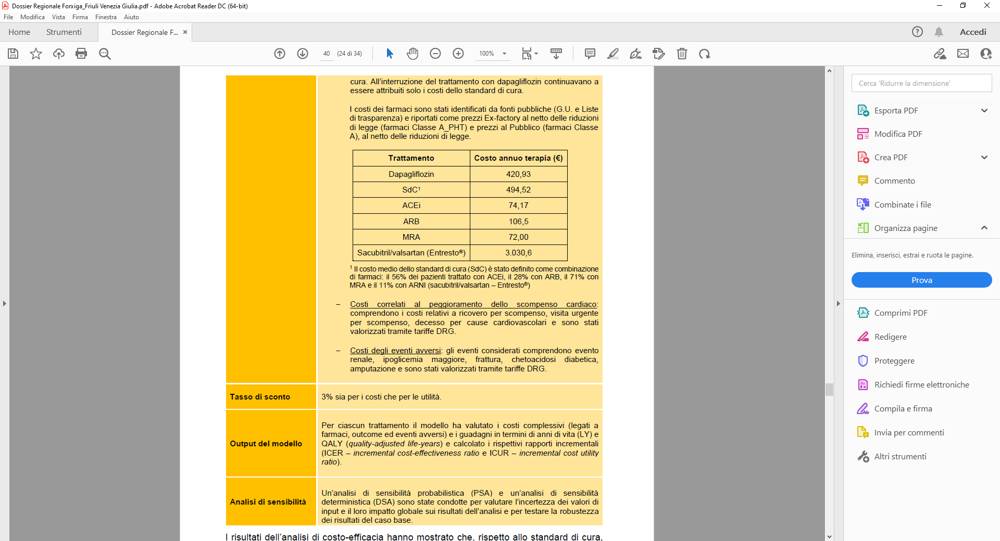 Dossier Regionale Forxiga_Friuli Venezia Giulia.pdf - Adobe Acrobat Reader DC (64-bit)
File Modifica Vista Firma Finestra Aiuto
Home Strumenti Dossier Regionale F... × Accedi
40 (24 di 34) 100%
cura. All’interruzione del trattamento con dapagliflozin continuavano a
essere attribuiti solo i costi dello standard di cura.
I costi dei farmaci sono stati identificati da fonti pubbliche (G.U. e Liste
di trasparenza) e riportati come prezzi Ex-factory al netto delle riduzioni
di legge (farmaci Classe A_PHT) e prezzi al Pubblico (farmaci Classe
A), al netto delle riduzioni di legge.
Trattamento Costo annuo terapia (€)
Dapagliflozin 420,93
SdC¹ 494,52
ACEi 74,17
ARB 106,5
MRA 72,00
Sacubitril/valsartan (Entresto®) 3.030,6
¹ Il costo medio dello standard di cura (SdC) è stato definito come combinazione
di farmaci: il 56% dei pazienti trattato con ACEi, il 28% con ARB, il 71% con
MRA e il 11% con ARNI (sacubitril/valsartan – Entresto®)
– Costi correlati al peggioramento dello scompenso cardiaco:
comprendono i costi relativi a ricovero per scompenso, visita urgente
per scompenso, decesso per cause cardiovascolari e sono stati
valorizzati tramite tariffe DRG.
– Costi degli eventi avversi: gli eventi considerati comprendono evento
renale, ipoglicemia maggiore, frattura, chetoacidosi diabetica,
amputazione e sono stati valorizzati tramite tariffe DRG.
Tasso di sconto 3% sia per i costi che per le utilità.
Output del modello
Per ciascun trattamento il modello ha valutato i costi complessivi (legati a
farmaci, outcome ed eventi avversi) e i guadagni in termini di anni di vita (LY) e
QALY (quality-adjusted life-years) e calcolato i rispettivi rapporti incrementali
(ICER – incremental cost-effectiveness ratio e ICUR – incremental cost utility
ratio).
Analisi di sensibilità
Un’analisi di sensibilità probabilistica (PSA) e un’analisi di sensibilità
deterministica (DSA) sono state condotte per valutare l’incertezza dei valori di
input e il loro impatto globale sui risultati dell’analisi e per testare la robustezza
dei risultati del caso base.
I risultati dell’analisi di costo-efficacia hanno mostrato che, rispetto allo standard di cura,
Cerca 'Ridurre la dimensione'
Esporta PDF
Modifica PDF
Crea PDF
Commento
Combinate i file
Organizza pagine
Elimina, inserisci, estrai e ruota le pagine.
Prova
Comprimi PDF
Redigere
Proteggere
Richiedi firme elettroniche
Compila e firma
Invia per commenti
Altri strumenti